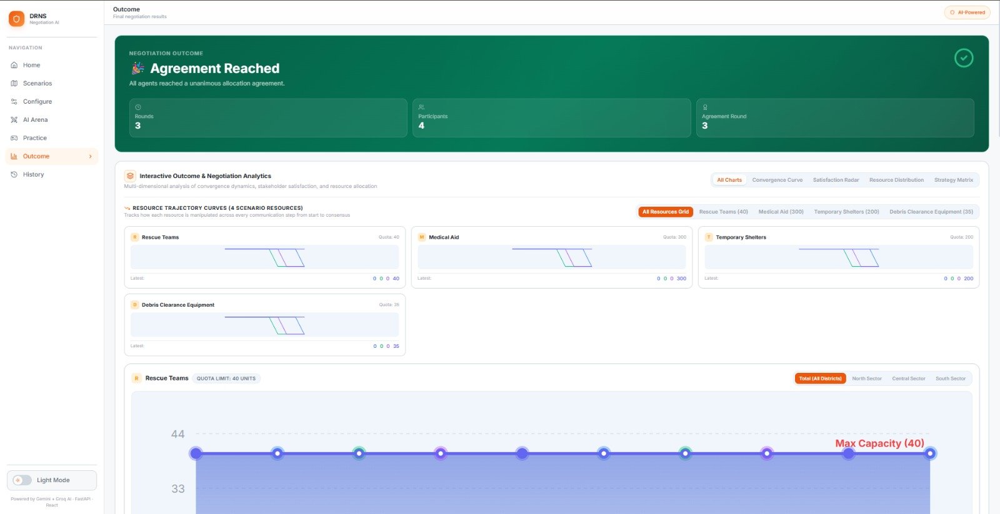 DRNS
Negotiation AI
NAVIGATION
Home
Scenarios
Configure
AI Arena
Practice
Outcome
History
Light Mode
Powered by Gemini + Groq AI · FastAPI ·
React
Outcome
Final negotiation results
AI-Powered
NEGOTIATION OUTCOME
🎉 Agreement Reached
All agents reached a unanimous allocation agreement.
Rounds
3
Participants
4
Agreement Round
3
Interactive Outcome & Negotiation Analytics
Multi-dimensional analysis of convergence dynamics, stakeholder satisfaction, and resource allocation
All Charts Convergence Curve Satisfaction Radar Resource Distribution Strategy Matrix
RESOURCE TRAJECTORY CURVES (4 SCENARIO RESOURCES)
Tracks how each resource is manipulated across every communication step from start to consensus
All Resources Grid Rescue Teams (40) Medical Aid (300) Temporary Shelters (200) Debris Clearance Equipment (35)
R Rescue Teams Quota: 40
Latest: 0 0 0 40
M Medical Aid Quota: 300
Latest: 0 0 0 300
T Temporary Shelters Quota: 200
Latest: 0 0 0 200
D Debris Clearance Equipment Quota: 35
Latest: 0 0 0 35
R Rescue Teams QUOTA LIMIT: 40 UNITS
Total (All Districts) North Sector Central Sector South Sector
44
Max Capacity (40)
33